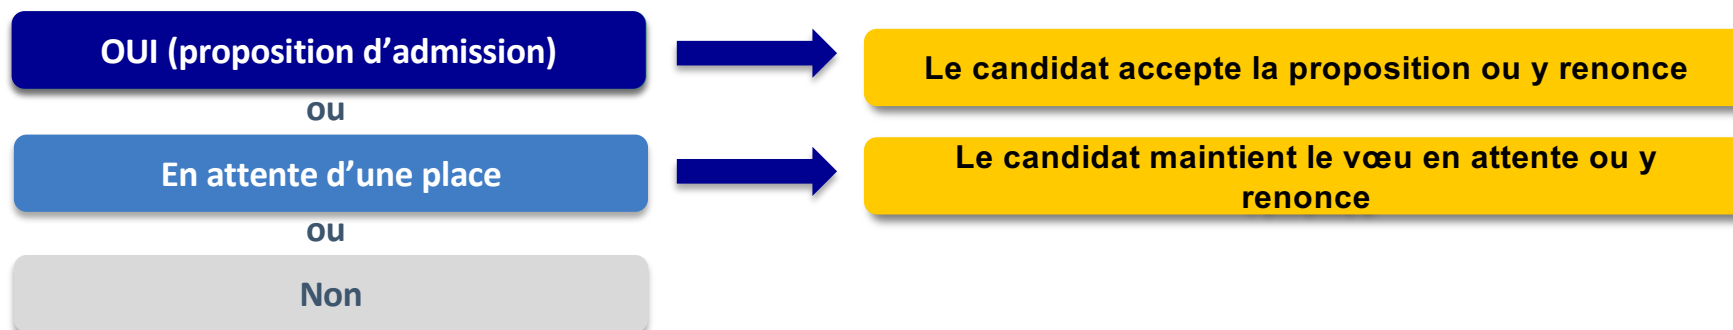 OUI (proposition d’admission)
Le candidat accepte la proposition ou y renonce
ou
En attente d’une place
Le candidat maintient le vœu en attente ou y
renonce
ou
Non